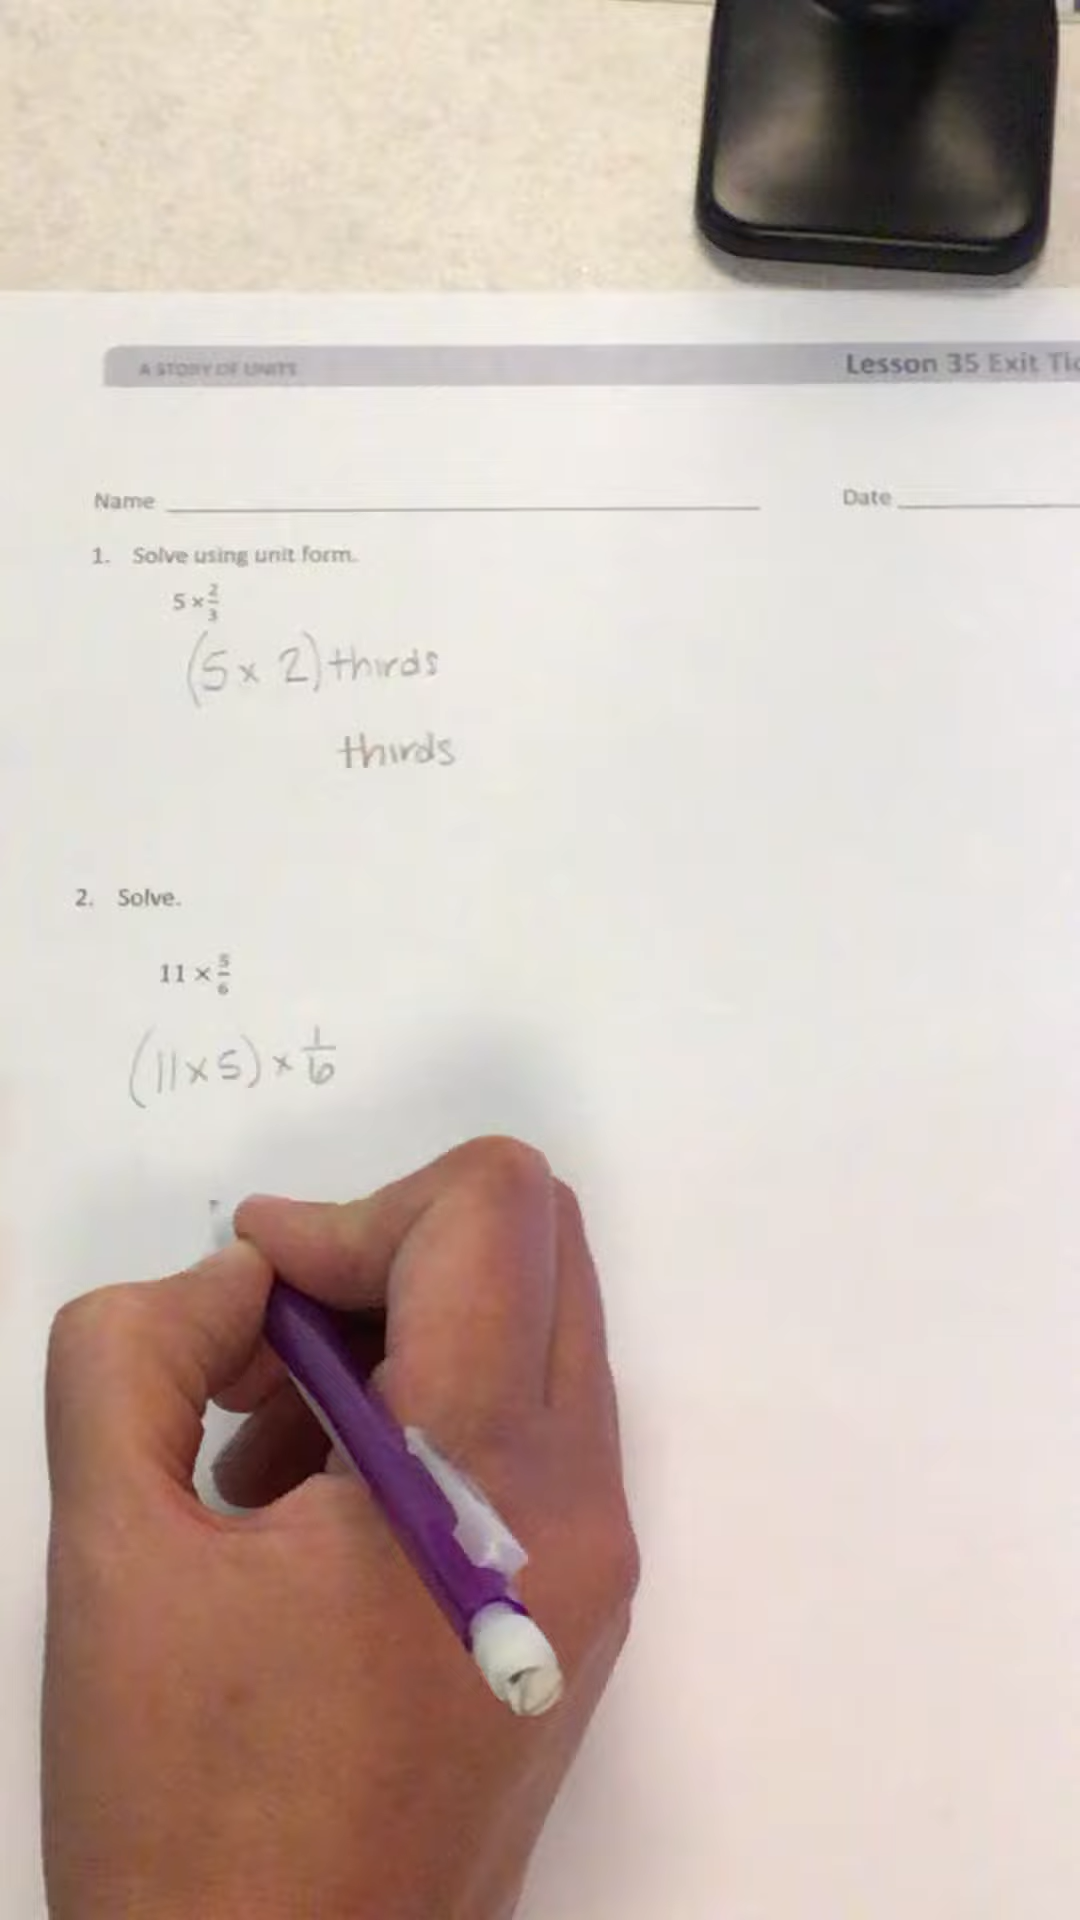 A STORY OF UNITS
Lesson 35 Exit
Name
Date
1. Solve using unit form.
5 × 2/3
(5 × 2) thirds
thirds
2. Solve.
11 × 5/6
(11 × 5) × 1/6